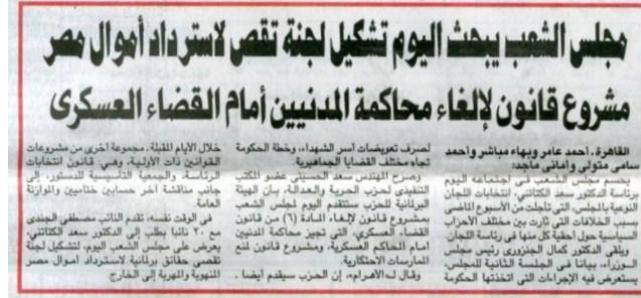 مجلس الشعب يبحث اليوم تشكيل لجنة تقص لاسترداد أموال مصر
مشروع قانون لإلغاء محاكمة المدنيين أمام القضاء العسكرى
القاهرة ـ أحمد عامر وبهاء مباشر وأحمد
سامى متولى وأمانى ماجد:
يحسم مجلس الشعب فى اجتماعه اليوم
برئاسة الدكتور سعد الكتاتنى، انتخابات اللجان
النوعية بالمجلس، التى تأجلت من الأسبوع الماضى
بسبب الخلافات التى ثارت بين مختلف الأحزاب
السياسية حول أحقية كل منها فى رئاسة اللجان.
ويلقى الدكتور كمال الجنزورى رئيس مجلس
الوزراء، بيانا فى الجلسة الثانية للمجلس،
يستعرض فيه الإجراءات التى اتخذتها الحكومة
لصرف تعويضات أسر الشهداء، وخطة الحكومة
تجاه مختلف القضايا الجماهيرية.
وصرح المهندس سعد الحسينى عضو المكتب
التنفيذى لحزب الحرية والعدالة، بأن الهيئة
البرلمانية للحزب ستتقدم اليوم لمجلس الشعب
بمشروع قانون لإلغاء المادة (٦) من قانون
القضاء العسكرى، التى تجيز محاكمة المدنيين
أمام المحاكم العسكرية، ومشروع قانون لمنع
الممارسات الاحتكارية.
وقال لـ«الأهرام»، إن الحزب سيقدم أيضا ـ
خلال الأيام المقبلة، مجموعة أخرى من مشروعات
القوانين ذات الأولوية، وهى: قانون انتخابات
الرئاسة، والجمعية التأسيسية للدستور، إلى
جانب مناقشة آخر حسابين ختاميين والموازنة
العامة.
فى الوقت نفسه، تقدم النائب مصطفى الجندى
مع ٢٠ نائبا بطلب إلى الدكتور سعد الكتاتنى،
يعرض على مجلس الشعب اليوم، لتشكيل لجنة
تقصى حقائق برلمانية لاسترداد أموال مصر
المنهوبة والمهربة إلى الخارج.